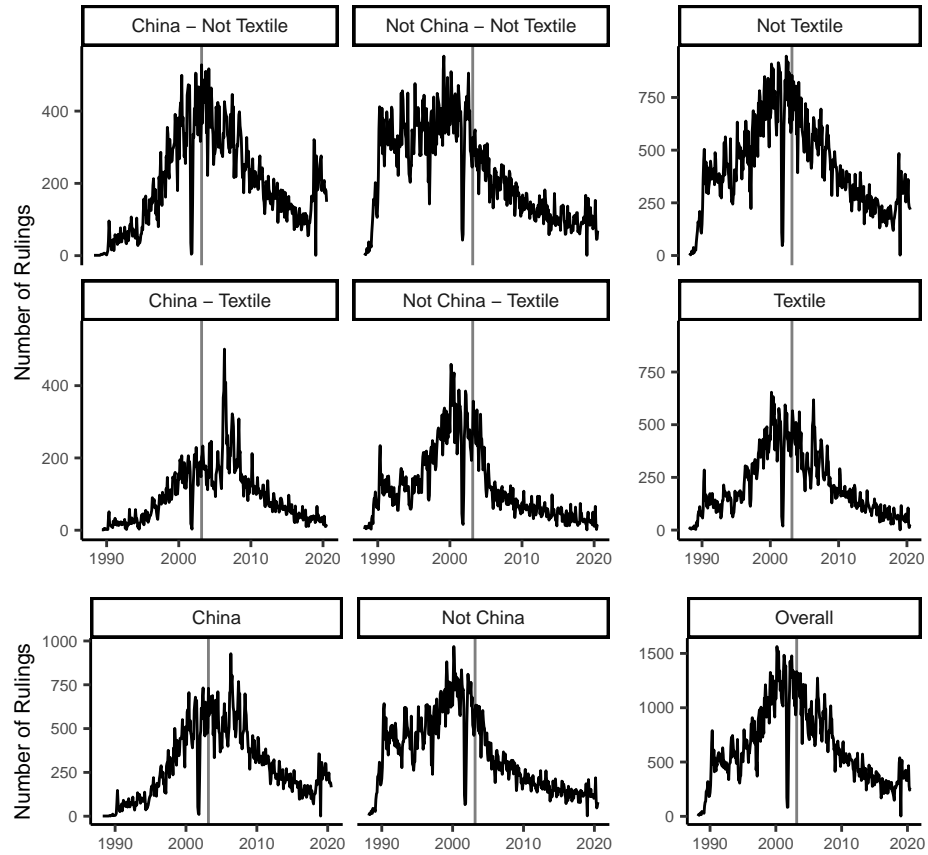 China − Not Textile
Not China − Not Textile
Not Textile
400
200
0
750
500
250
0
China − Textile
Not China − Textile
Textile
400
200
0
750
500
250
0
1990 2000 2010 2020
1990 2000 2010 2020
1990 2000 2010 2020
Number of Rulings
China
Not China
Overall
1000
750
500
250
0
1500
1000
500
0
1990 2000 2010 2020
1990 2000 2010 2020
1990 2000 2010 2020
Number of Rulings